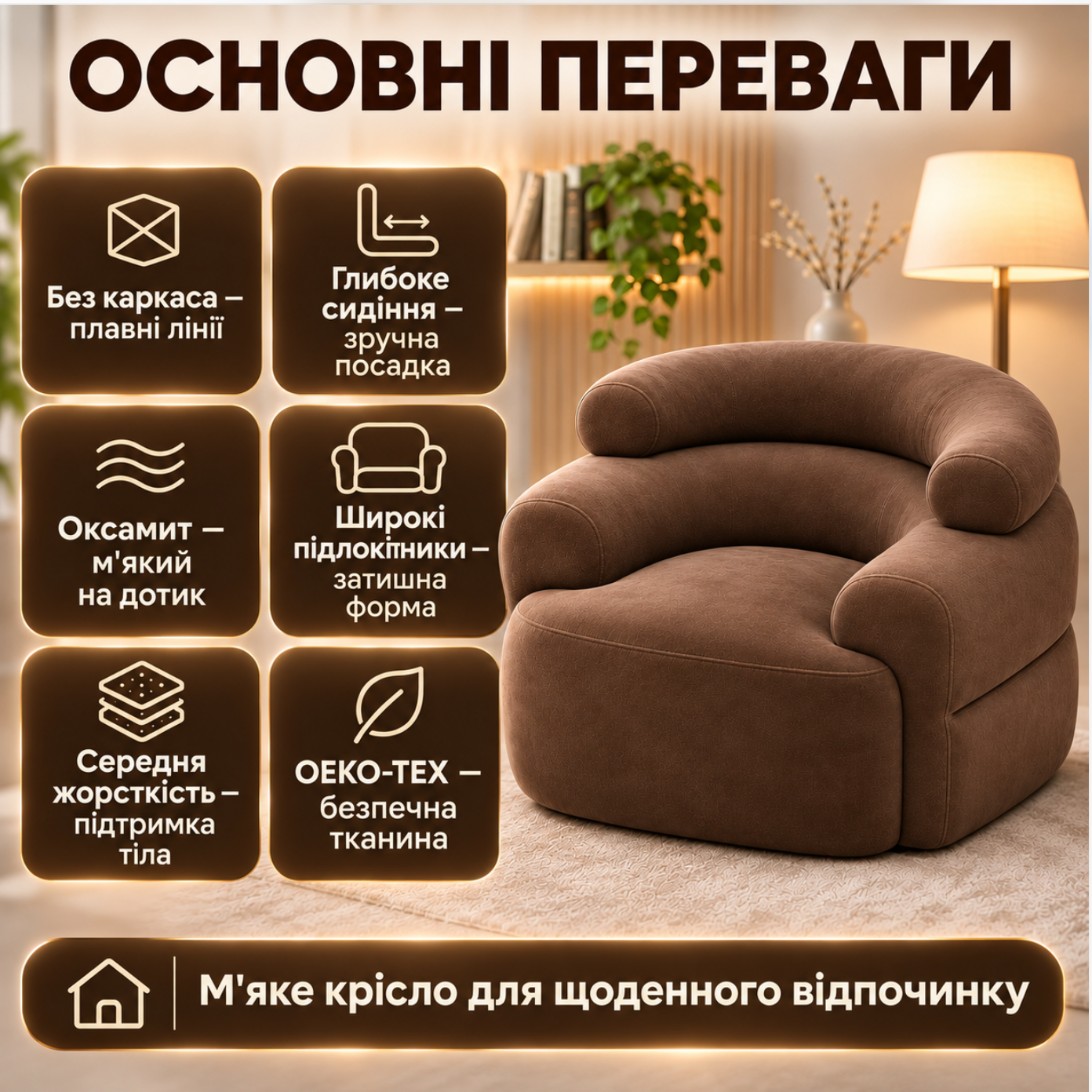 ОСНОВНІ ПЕРЕВАГИ
Без каркаса –
плавні лінії
Глибоке
сидіння –
зручна
посадка
Оксамит –
м'який
на дотик
Широкі
підлокітники –
затишна
форма
Середня
жорсткість –
підтримка
тіла
OEKO-TEX –
безпечна
тканина
М'яке крісло для щоденного відпочинку